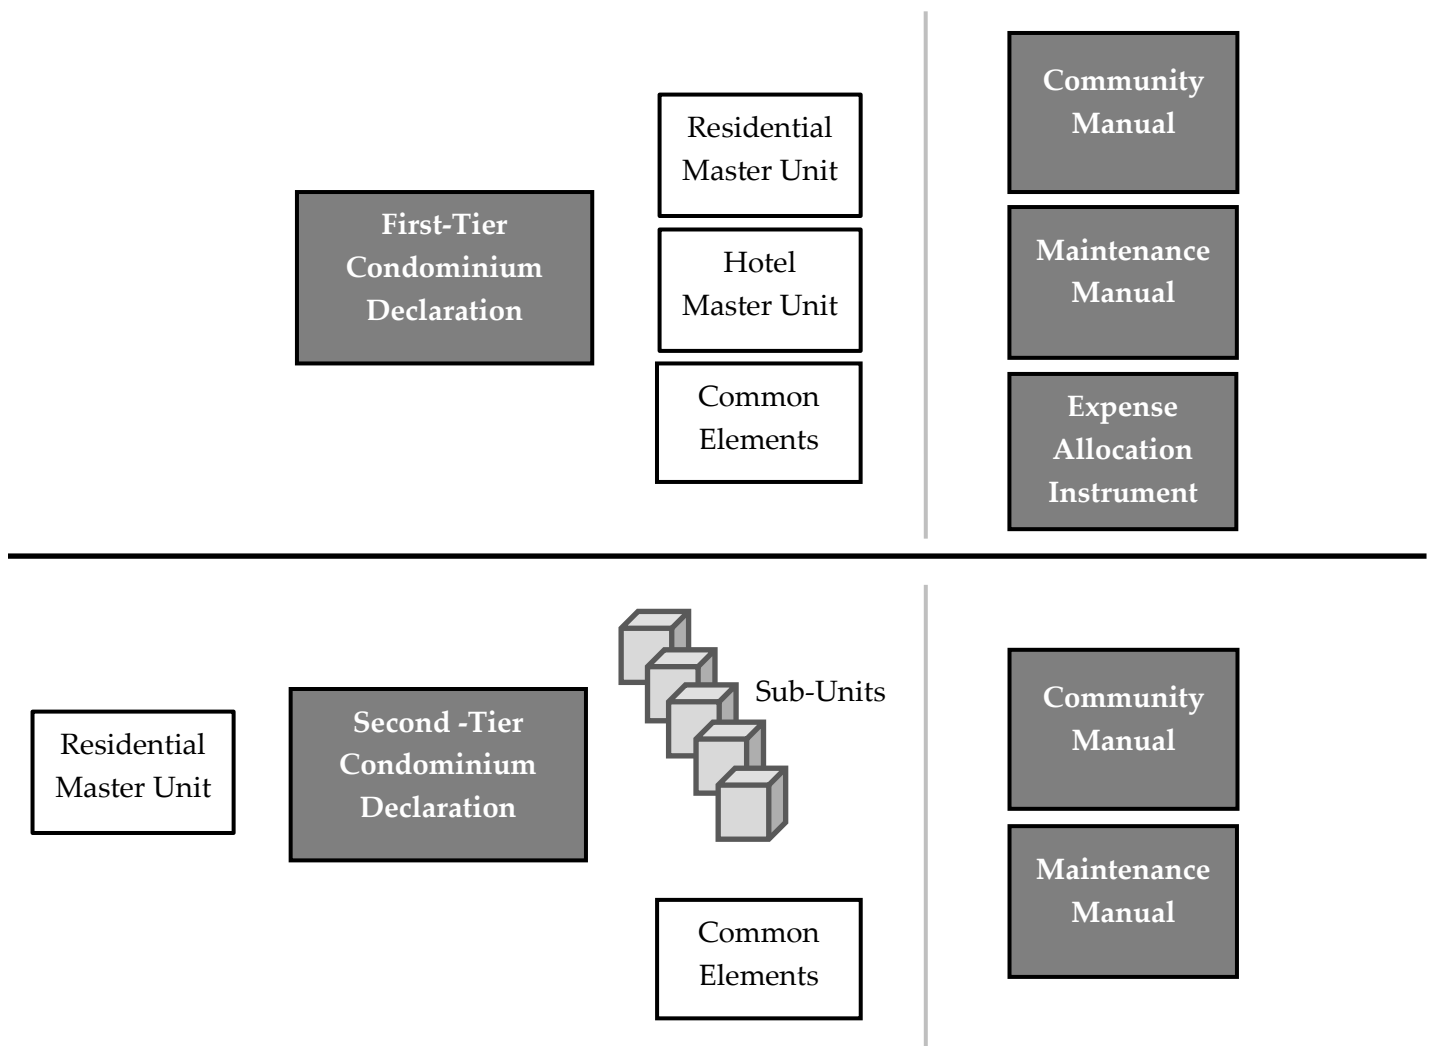 Community
Manual
Residential
Master Unit
First-Tier
Condominium
Declaration
Hotel
Master Unit
Maintenance
Manual
Common
Elements
Expense
Allocation
Instrument
Sub-Units
Community
Manual
Residential
Master Unit
Second -Tier
Condominium
Declaration
Maintenance
Manual
Common
Elements